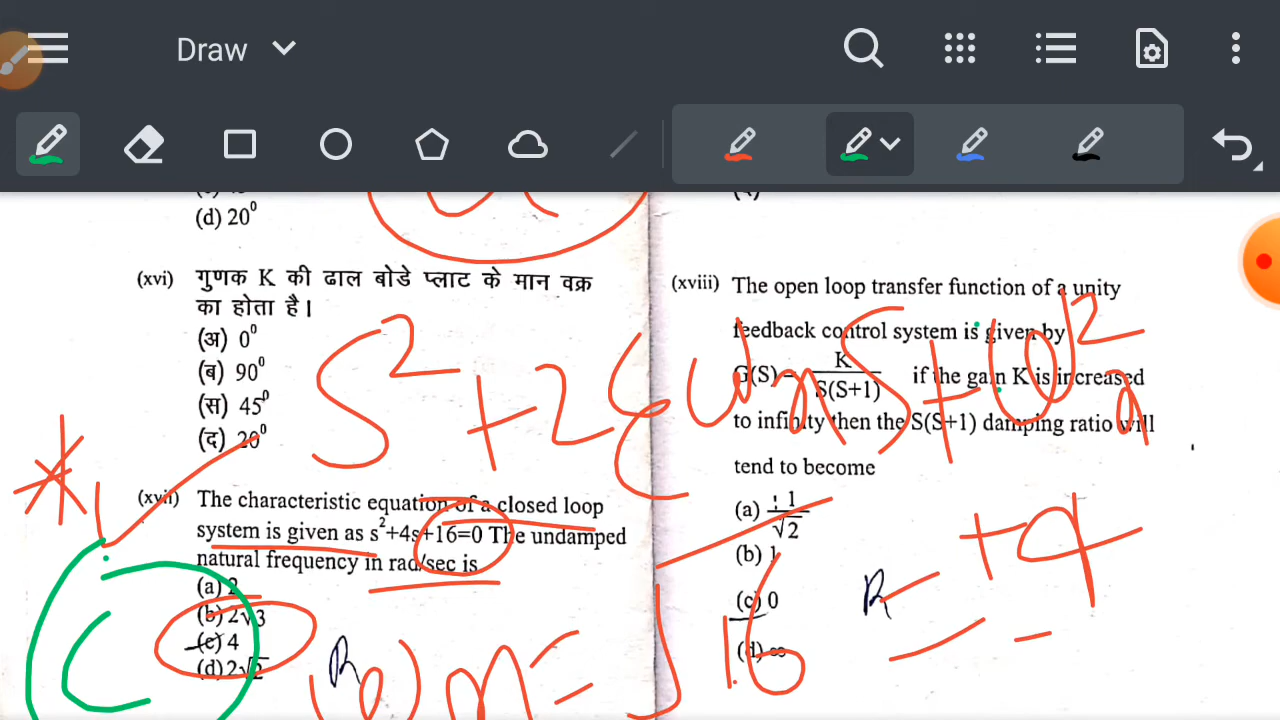 Draw
(d) 20⁰
(xvi) गुणक K की ढाल बोडे प्लाट के मान वक्र
का होता है।
(अ) 0⁰
(ब) 90⁰
(स) 45⁰
(द) 20⁰
(xvii) The characteristic equation of a closed loop
system is given as s²+4s+16=0 The undamped
natural frequency in rad/sec is
(a) 2
(b) 2√3
(c) 4
(d) 2√2
(xviii) The open loop transfer function of a unity
feedback control system is given by
G(S) = K/S(S+1) if the gain K is increased
to infinity then the S(S+1) damping ratio will
tend to become
(a) 1/√2
(b) 1
(c) 0
(d) ∞
S² + 2ξωnS + ωn²
ωn = √16 = ±4